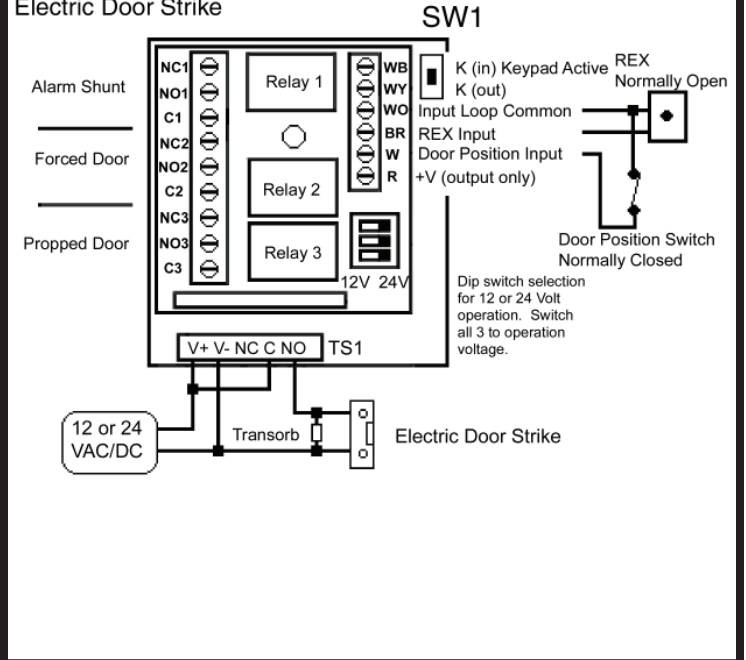 Electric Door Strike
SW1
Alarm Shunt
Forced Door
Propped Door
NC1
NO1
C1
NC2
NO2
C2
NC3
NO3
C3
Relay 1
Relay 2
Relay 3
WB
WY
WO
BR
W
R
12V 24V
K (in) Keypad Active
K (out)
Input Loop Common
REX Input
Door Position Input
+V (output only)
REX
Normally Open
Door Position Switch
Normally Closed
Dip switch selection
for 12 or 24 Volt
operation. Switch
all 3 to operation
voltage.
V+ V- NC C NO
TS1
12 or 24
VAC/DC
Transorb
Electric Door Strike